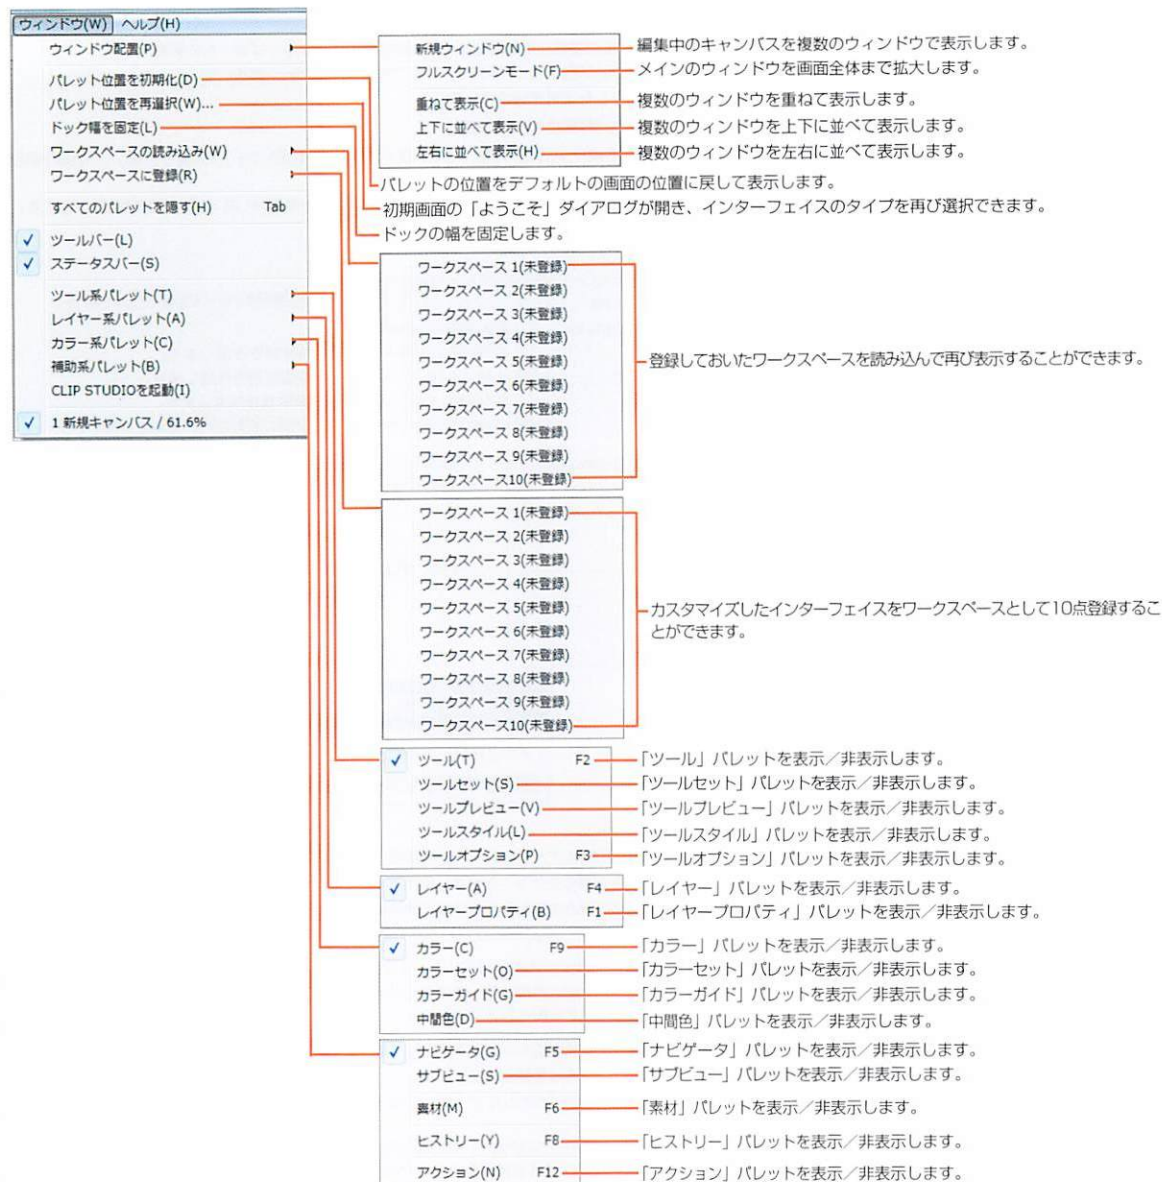 ウィンドウ(W) ヘルプ(H)
ウィンドウ配置(P)
パレット位置を初期化(D)
パレット位置を再選択(W)...
ドック幅を固定(L)
ワークスペースの読み込み(W)
ワークスペースに登録(R)
すべてのパレットを隠す(H) Tab
ツールバー(L)
ステータスバー(S)
ツール系パレット(T)
レイヤー系パレット(A)
カラー系パレット(C)
補助系パレット(B)
CLIP STUDIOを起動(I)
1 新規キャンバス / 61.6%
新規ウィンドウ(N) 編集中のキャンバスを複数のウィンドウで表示します。
フルスクリーンモード(F) メインのウィンドウを画面全体まで拡大します。
重ねて表示(C) 複数のウィンドウを重ねて表示します。
上下に並べて表示(V) 複数のウィンドウを上下に並べて表示します。
左右に並べて表示(H) 複数のウィンドウを左右に並べて表示します。
パレットの位置をデフォルトの画面の位置に戻して表示します。
初期画面の「ようこそ」ダイアログが開き、インターフェイスのタイプを再び選択できます。
ドックの幅を固定します。
ワークスペース 1(未登録)
ワークスペース 2(未登録)
ワークスペース 3(未登録)
ワークスペース 4(未登録)
ワークスペース 5(未登録)
ワークスペース 6(未登録)
ワークスペース 7(未登録)
ワークスペース 8(未登録)
ワークスペース 9(未登録)
ワークスペース10(未登録)
登録しておいたワークスペースを読み込んで再び表示することができます。
ワークスペース 1(未登録)
ワークスペース 2(未登録)
ワークスペース 3(未登録)
ワークスペース 4(未登録)
ワークスペース 5(未登録)
ワークスペース 6(未登録)
ワークスペース 7(未登録)
ワークスペース 8(未登録)
ワークスペース 9(未登録)
ワークスペース10(未登録)
カスタマイズしたインターフェイスをワークスペースとして10点登録するこ
とができます。
ツール(T) F2 「ツール」パレットを表示／非表示します。
ツールセット(S) 「ツールセット」パレットを表示／非表示します。
ツールプレビュー(V) 「ツールプレビュー」パレットを表示／非表示します。
ツールスタイル(L) 「ツールスタイル」パレットを表示／非表示します。
ツールオプション(P) F3 「ツールオプション」パレットを表示／非表示します。
レイヤー(A) F4 「レイヤー」パレットを表示／非表示します。
レイヤープロパティ(B) F1 「レイヤープロパティ」パレットを表示／非表示します。
カラー(C) F9 「カラー」パレットを表示／非表示します。
カラーセット(O) 「カラーセット」パレットを表示／非表示します。
カラーガイド(G) 「カラーガイド」パレットを表示／非表示します。
中間色(D) 「中間色」パレットを表示／非表示します。
ナビゲータ(G) F5 「ナビゲータ」パレットを表示／非表示します。
サブビュー(S) 「サブビュー」パレットを表示／非表示します。
素材(M) F6 「素材」パレットを表示／非表示します。
ヒストリー(Y) F8 「ヒストリー」パレットを表示／非表示します。
アクション(N) F12 「アクション」パレットを表示／非表示します。